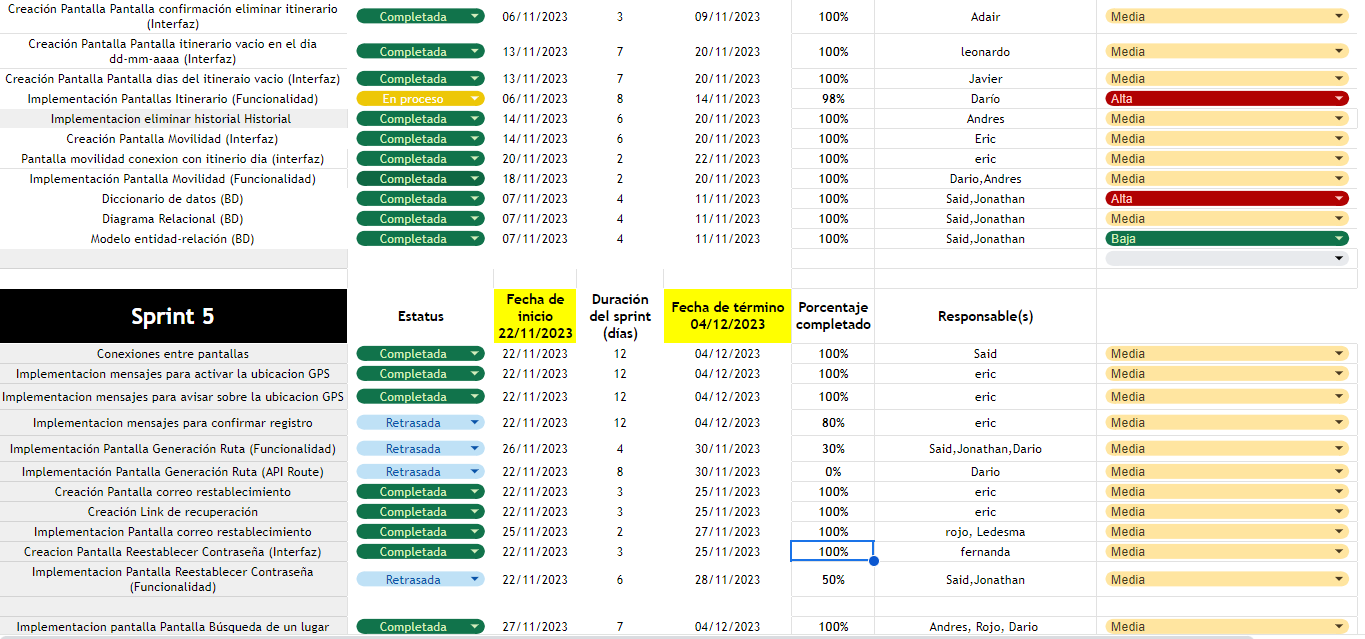 Creación Pantalla Pantalla confirmación eliminar itinerario
(Interfaz) Completada 06/11/2023 3 09/11/2023 100% Adair Media
Creación Pantalla Pantalla itinerario vacio en el dia
dd-mm-aaaa (Interfaz) Completada 13/11/2023 7 20/11/2023 100% leonardo Media
Creación Pantalla Pantalla dias del itineraio vacio (Interfaz) Completada 13/11/2023 7 20/11/2023 100% Javier Media
Implementación Pantallas Itinerario (Funcionalidad) En proceso 06/11/2023 8 14/11/2023 98% Darío Alta
Implementacion eliminar historial Historial Completada 14/11/2023 6 20/11/2023 100% Andres Media
Creación Pantalla Movilidad (Interfaz) Completada 14/11/2023 6 20/11/2023 100% Eric Media
Pantalla movilidad conexion con itinerio dia (interfaz) Completada 20/11/2023 2 22/11/2023 100% eric Media
Implementación Pantalla Movilidad (Funcionalidad) Completada 18/11/2023 2 20/11/2023 100% Dario,Andres Media
Diccionario de datos (BD) Completada 07/11/2023 4 11/11/2023 100% Said,Jonathan Alta
Diagrama Relacional (BD) Completada 07/11/2023 4 11/11/2023 100% Said,Jonathan Media
Modelo entidad-relación (BD) Completada 07/11/2023 4 11/11/2023 100% Said,Jonathan Baja
Sprint 5
Estatus
Fecha de
inicio
22/11/2023
Duración
del sprint
(días)
Fecha de término
04/12/2023
Porcentaje
completado
Responsable(s)
Conexiones entre pantallas Completada 22/11/2023 12 04/12/2023 100% Said Media
Implementacion mensajes para activar la ubicacion GPS Completada 22/11/2023 12 04/12/2023 100% eric Media
Implementacion mensajes para avisar sobre la ubicacion GPS Completada 22/11/2023 12 04/12/2023 100% eric Media
Implementacion mensajes para confirmar registro Retrasada 22/11/2023 12 04/12/2023 80% eric Media
Implementación Pantalla Generación Ruta (Funcionalidad) Retrasada 26/11/2023 4 30/11/2023 30% Said,Jonathan,Dario Media
Implementación Pantalla Generación Ruta (API Route) Retrasada 22/11/2023 8 30/11/2023 0% Dario Media
Creación Pantalla correo restablecimiento Completada 22/11/2023 3 25/11/2023 100% eric Media
Creación Link de recuperación Completada 22/11/2023 3 25/11/2023 100% eric Media
Implementacion Pantalla correo restablecimiento Completada 25/11/2023 2 27/11/2023 100% rojo, Ledesma Media
Creacion Pantalla Reestablecer Contraseña (Interfaz) Completada 22/11/2023 3 25/11/2023 100% fernanda Media
Implementacion Pantalla Reestablecer Contraseña
(Funcionalidad) Retrasada 22/11/2023 6 28/11/2023 50% Said,Jonathan Media
Implementacion pantalla Pantalla Búsqueda de un lugar Completada 27/11/2023 7 04/12/2023 100% Andres, Rojo, Dario Media